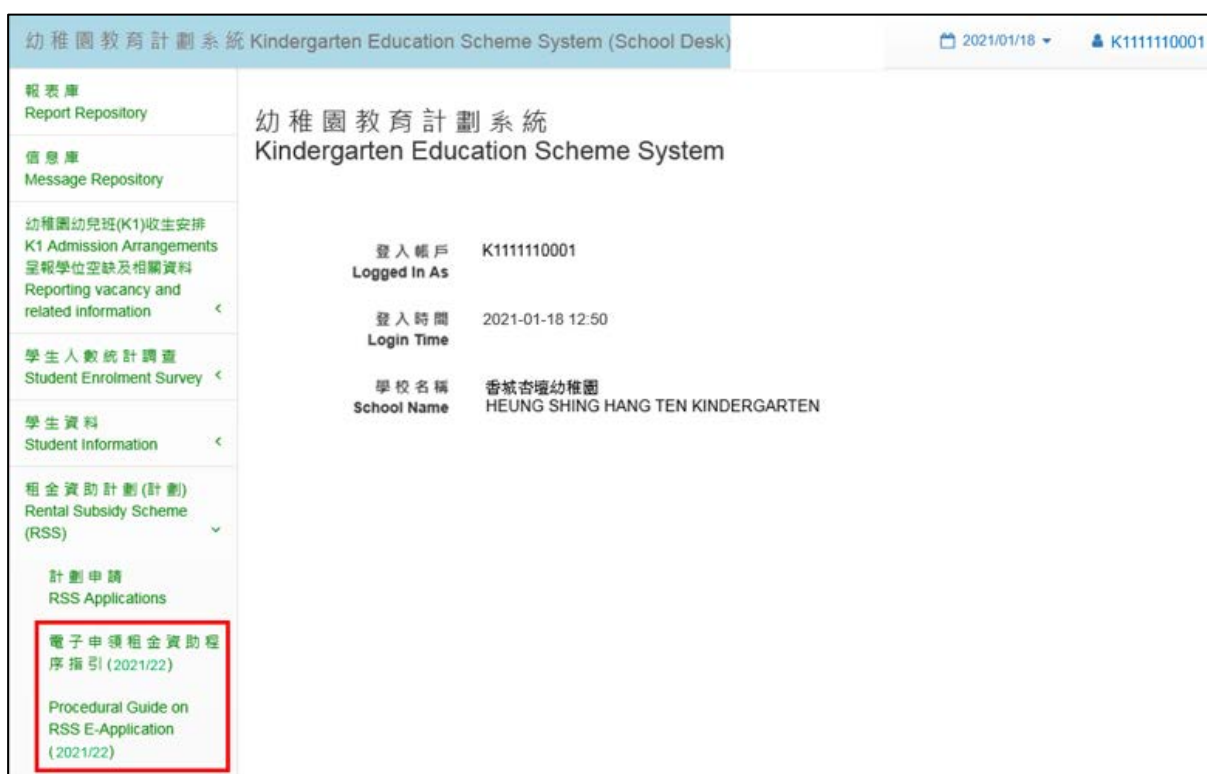 幼稚園教育計劃系統 Kindergarten Education Scheme System (School Desk)
2021/01/18
K1111110001
報表庫
Report Repository
信息庫
Message Repository
幼稚園幼兒班(K1)收生安排
K1 Admission Arrangements
呈報學位空缺及相關資料
Reporting vacancy and
related information
學生人數統計調查
Student Enrolment Survey
學生資料
Student Information
租金資助計劃(計劃)
Rental Subsidy Scheme
(RSS)
計劃申請
RSS Applications
電子申領租金資助程
序指引(2021/22)
Procedural Guide on
RSS E-Application
(2021/22)
幼稚園教育計劃系統
Kindergarten Education Scheme System
登入帳戶 K1111110001
Logged In As
登入時間 2021-01-18 12:50
Login Time
學校名稱 香城杏壇幼稚園
School Name HEUNG SHING HANG TEN KINDERGARTEN